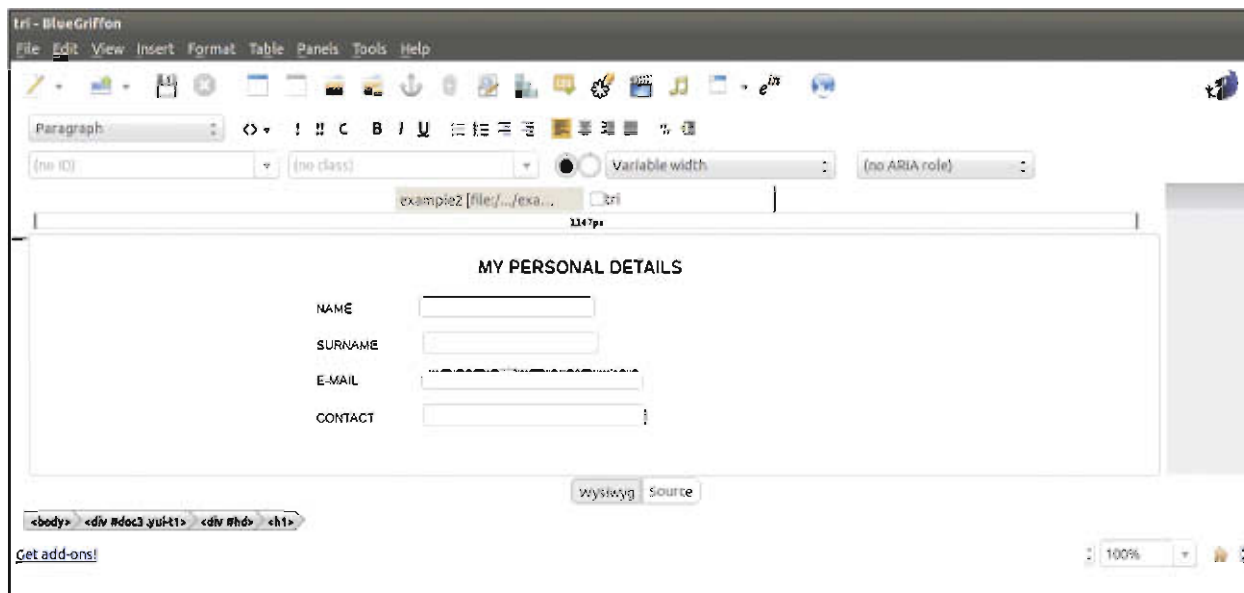 tri - BlueGriffon
File Edit View Insert Format Table Panels Tools Help
e^iπ
Paragraph <> ! !! C B I U
(no ID) (no class) Variable width (no ARIA role)
example2 [file:/.../exa... tri
1147px
MY PERSONAL DETAILS
NAME
SURNAME
E-MAIL
CONTACT
Wysiwyg Source
<body> <div #doc3 .yui-t1> <div #hd> <h1>
Get add-ons! 100%